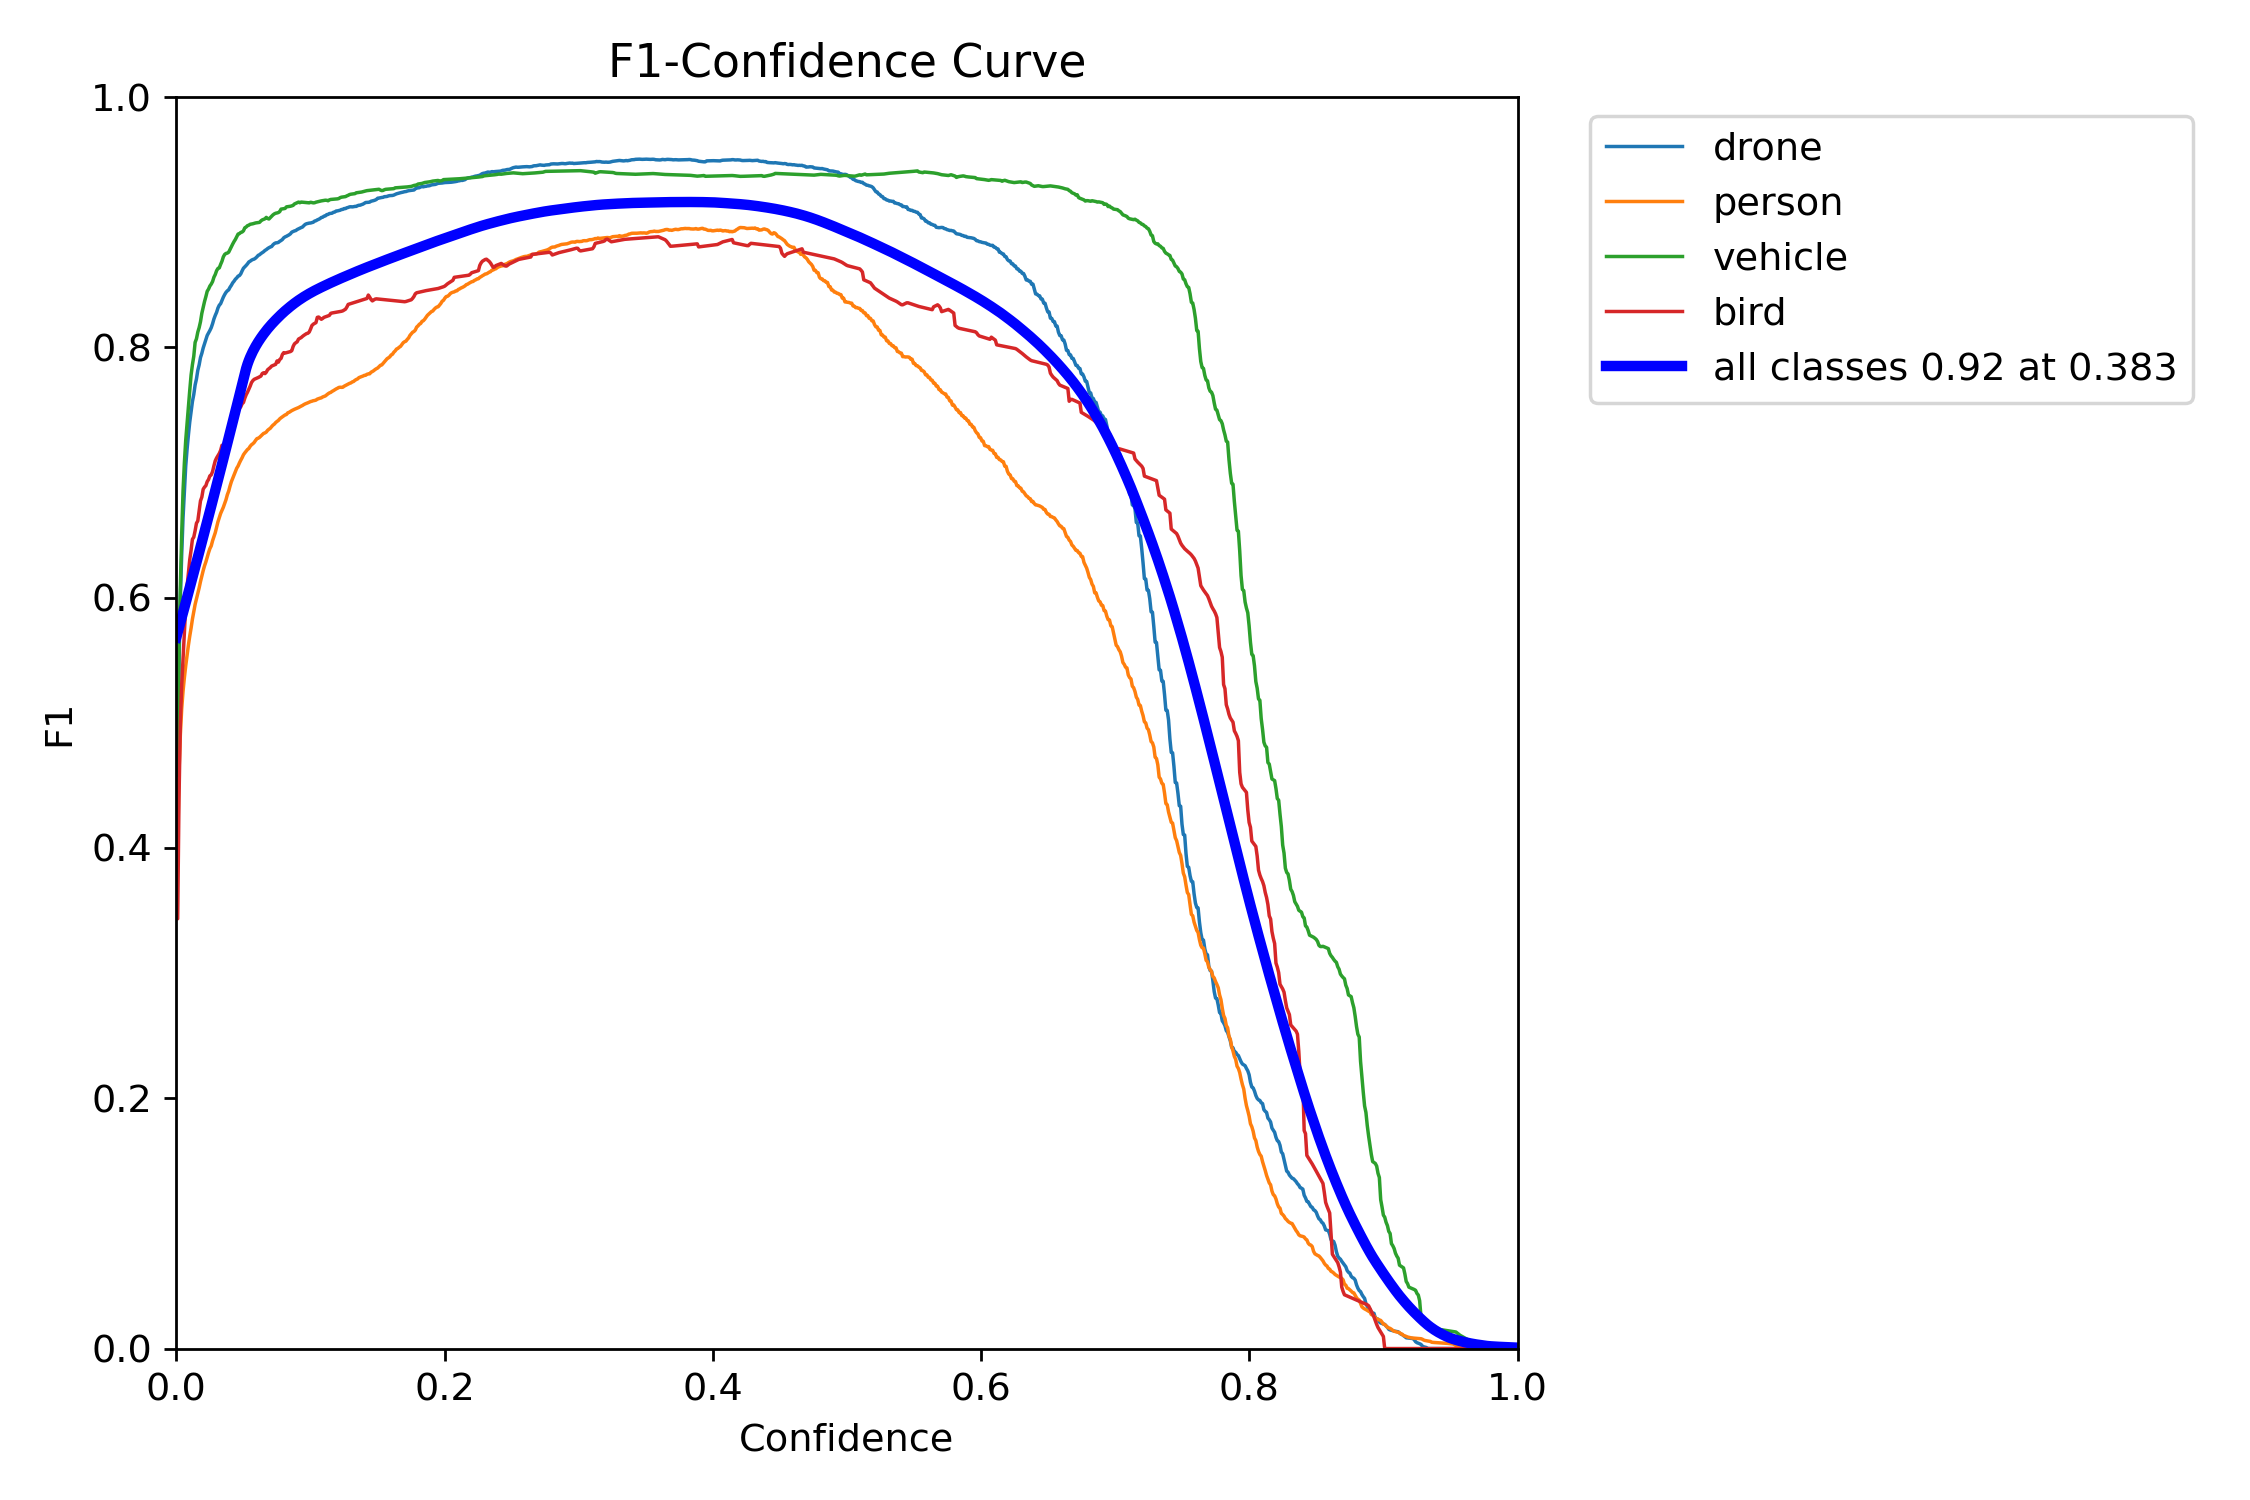 F1-Confidence Curve
1.0
0.8
0.6
0.4
0.2
0.0
F1
0.0 0.2 0.4 0.6 0.8 1.0
Confidence
drone
person
vehicle
bird
all classes 0.92 at 0.383